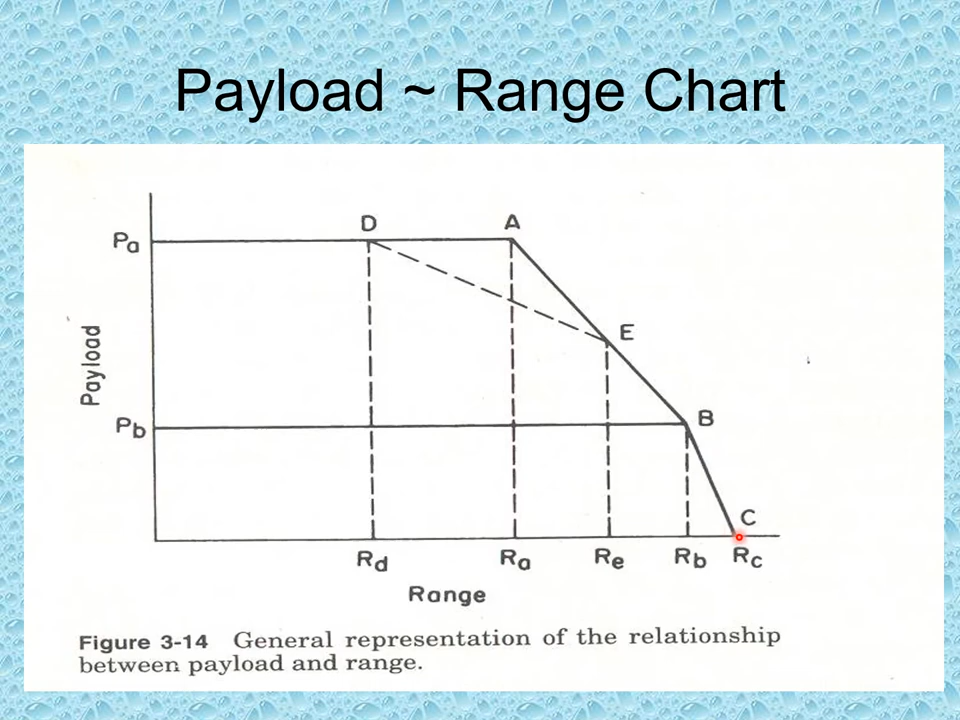 Payload ~ Range Chart
D
A
Pa
E
Payload
B
Pb
C
Rd
Ra
Re
Rb
Rc
Range
Figure 3-14 General representation of the relationship
between payload and range.